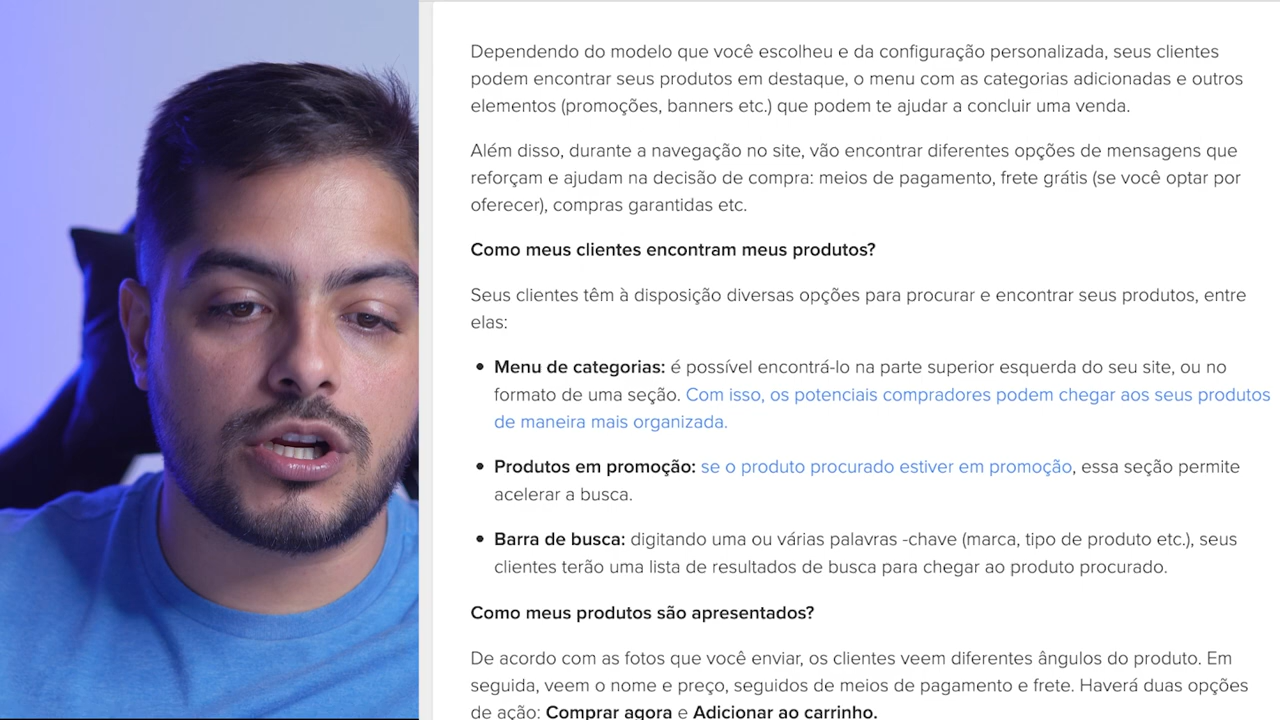 Dependendo do modelo que você escolheu e da configuração personalizada, seus clientes
podem encontrar seus produtos em destaque, o menu com as categorias adicionadas e outros
elementos (promoções, banners etc.) que podem te ajudar a concluir uma venda.
Além disso, durante a navegação no site, vão encontrar diferentes opções de mensagens que
reforçam e ajudam na decisão de compra: meios de pagamento, frete grátis (se você optar por
oferecer), compras garantidas etc.
Como meus clientes encontram meus produtos?
Seus clientes têm à disposição diversas opções para procurar e encontrar seus produtos, entre
elas:
• Menu de categorias: é possível encontrá-lo na parte superior esquerda do seu site, ou no
formato de uma seção. Com isso, os potenciais compradores podem chegar aos seus produtos
de maneira mais organizada.
• Produtos em promoção: se o produto procurado estiver em promoção, essa seção permite
acelerar a busca.
• Barra de busca: digitando uma ou várias palavras -chave (marca, tipo de produto etc.), seus
clientes terão uma lista de resultados de busca para chegar ao produto procurado.
Como meus produtos são apresentados?
De acordo com as fotos que você enviar, os clientes veem diferentes ângulos do produto. Em
seguida, veem o nome e preço, seguidos de meios de pagamento e frete. Haverá duas opções
de ação: Comprar agora e Adicionar ao carrinho.